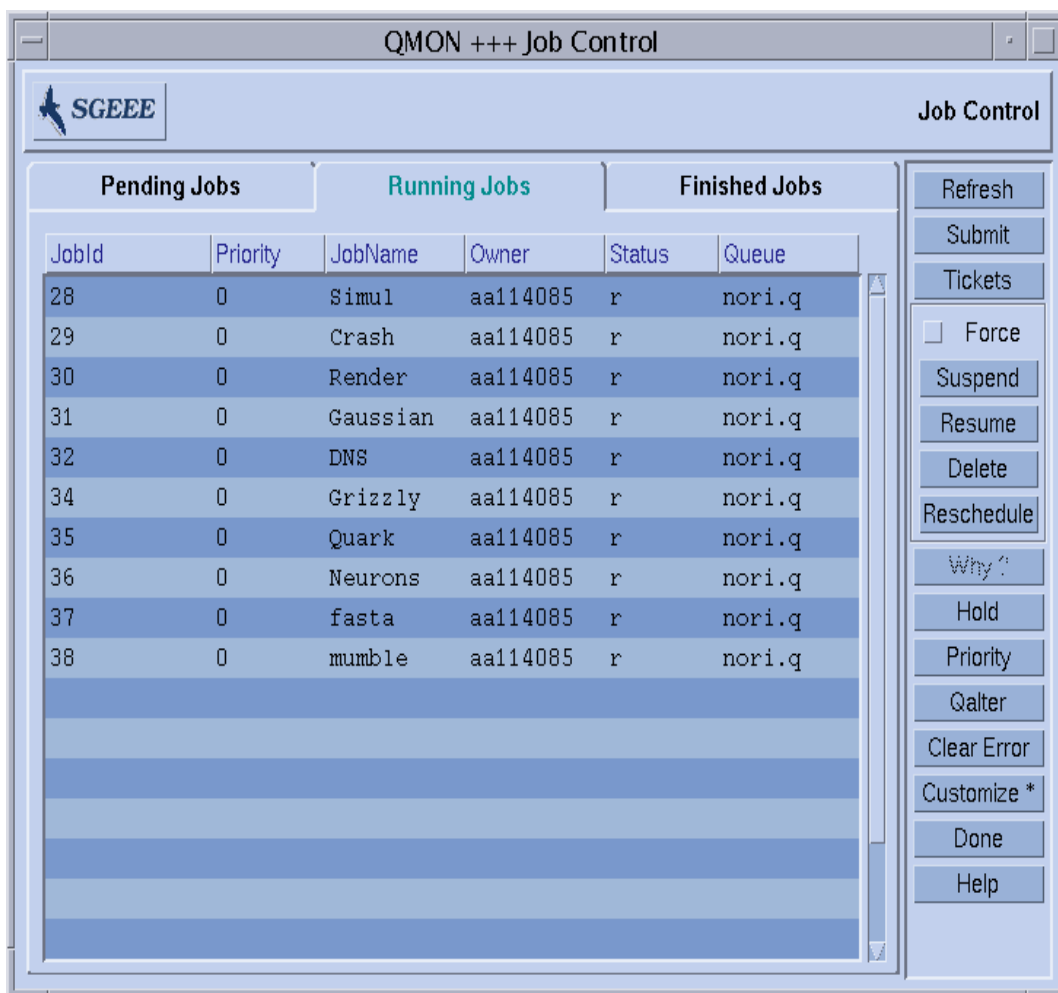 QMON +++ Job Control
SGEEE
Job Control
Pending Jobs Running Jobs Finished Jobs
JobId Priority JobName Owner Status Queue
28 0 Simul aa114085 r nori.q
29 0 Crash aa114085 r nori.q
30 0 Render aa114085 r nori.q
31 0 Gaussian aa114085 r nori.q
32 0 DNS aa114085 r nori.q
34 0 Grizzly aa114085 r nori.q
35 0 Quark aa114085 r nori.q
36 0 Neurons aa114085 r nori.q
37 0 fasta aa114085 r nori.q
38 0 mumble aa114085 r nori.q
Refresh
Submit
Tickets
Force
Suspend
Resume
Delete
Reschedule
Why ?
Hold
Priority
Qalter
Clear Error
Customize *
Done
Help